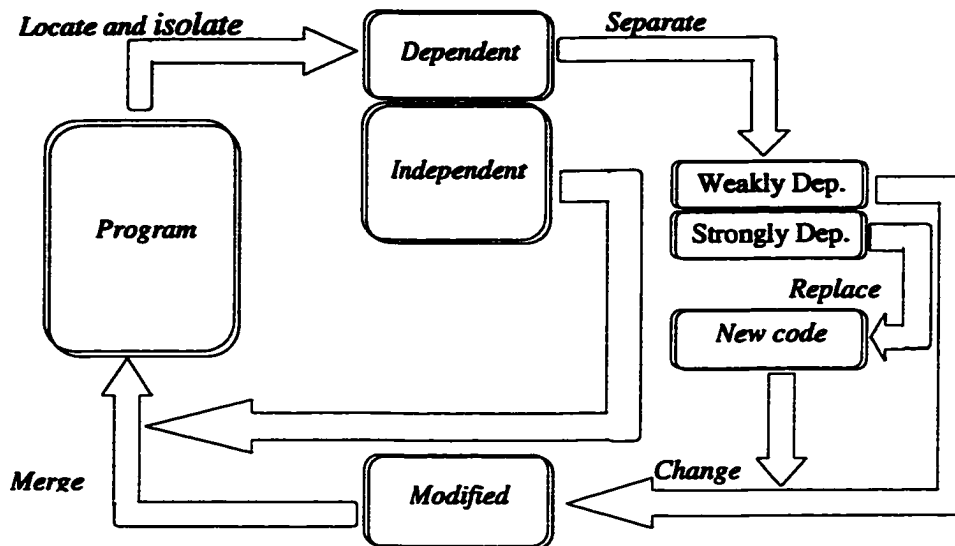 Locate and isolate
Dependent
Separate
Independent
Weakly Dep.
Program
Strongly Dep.
Replace
New code
Change
Merge
Modified